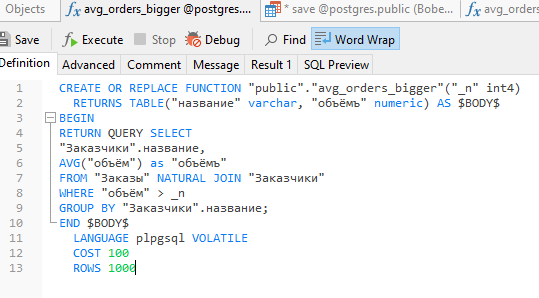 Objects
avg_orders_bigger @postgres....
* save @postgres.public (Bobe...
avg_orders
Save
Execute
Stop
Debug
Find
Word Wrap
Definition
Advanced
Comment
Message
Result 1
SQL Preview
1 CREATE OR REPLACE FUNCTION "public"."avg_orders_bigger"("_n" int4)
2 RETURNS TABLE("название" varchar, "объёмъ" numeric) AS $BODY$
3 BEGIN
4 RETURN QUERY SELECT
5 "Заказчики".название,
6 AVG("объём") as "объёмъ"
7 FROM "Заказы" NATURAL JOIN "Заказчики"
8 WHERE "объём" > _n
9 GROUP BY "Заказчики".название;
10 END $BODY$
11 LANGUAGE plpgsql VOLATILE
12 COST 100
13 ROWS 1000